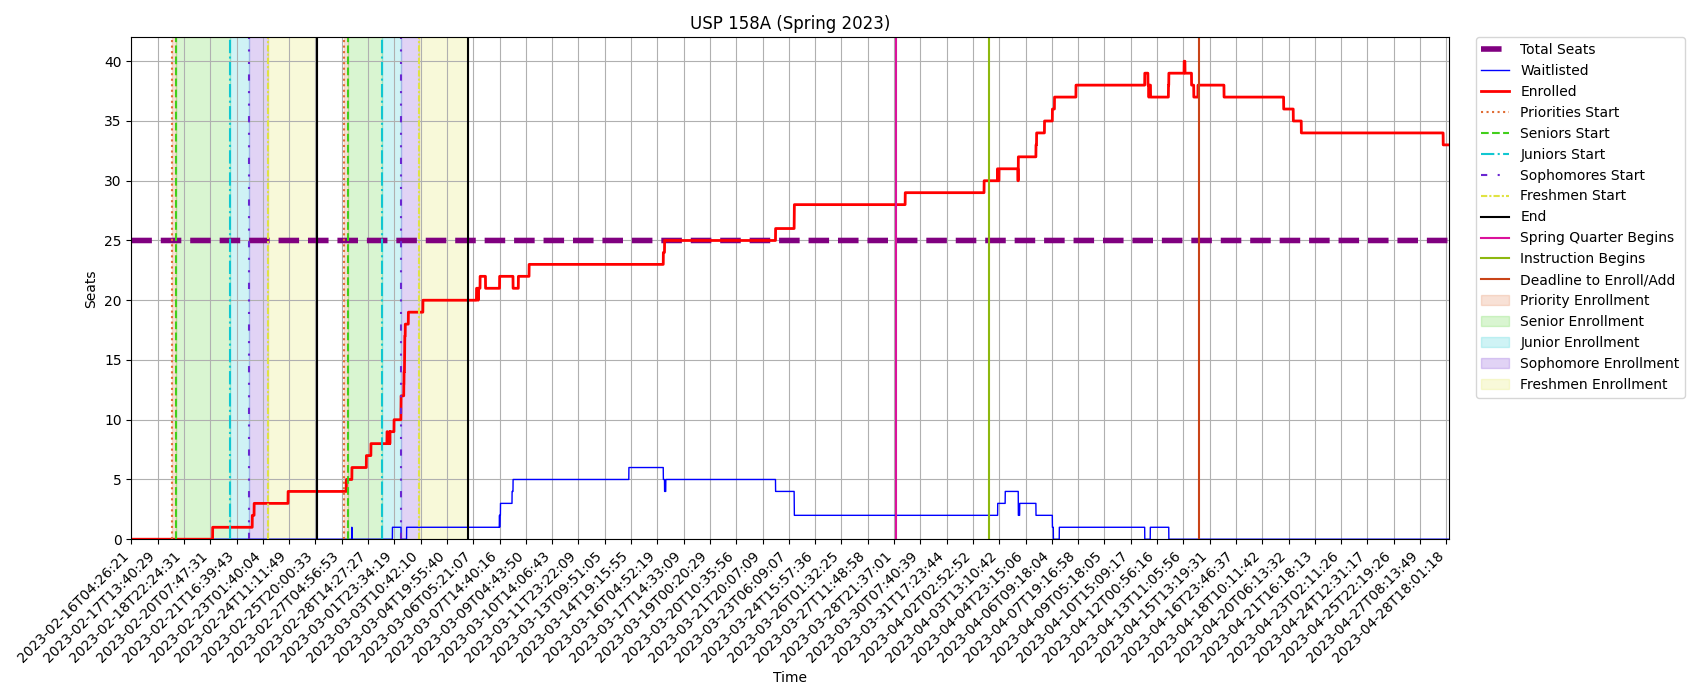 USP 158A (Spring 2023)
Seats
40
35
30
25
20
15
10
5
0
2023-02-16T04:26:21
2023-02-17T13:40:29
2023-02-18T22:24:31
2023-02-20T07:47:31
2023-02-21T16:39:43
2023-02-23T01:40:04
2023-02-24T11:11:49
2023-02-25T20:00:33
2023-02-27T04:56:53
2023-02-28T14:27:27
2023-03-01T23:34:19
2023-03-03T10:42:10
2023-03-04T19:55:40
2023-03-06T05:21:07
2023-03-07T14:40:16
2023-03-09T04:43:50
2023-03-10T14:06:43
2023-03-11T23:22:09
2023-03-13T09:51:05
2023-03-14T19:15:55
2023-03-16T04:52:19
2023-03-17T14:33:09
2023-03-19T00:20:29
2023-03-20T10:35:56
2023-03-21T20:07:09
2023-03-23T06:09:07
2023-03-24T15:57:36
2023-03-26T01:32:25
2023-03-27T11:48:58
2023-03-28T21:37:01
2023-03-30T07:40:39
2023-03-31T17:23:44
2023-04-02T02:52:52
2023-04-03T13:10:42
2023-04-04T23:15:06
2023-04-06T09:18:04
2023-04-07T19:16:58
2023-04-09T05:18:05
2023-04-10T15:09:17
2023-04-12T00:56:16
2023-04-13T11:05:56
2023-04-15T13:19:31
2023-04-16T23:46:37
2023-04-18T10:11:42
2023-04-20T06:13:32
2023-04-21T16:18:13
2023-04-23T02:11:26
2023-04-24T12:31:17
2023-04-25T22:19:26
2023-04-27T08:13:49
2023-04-28T18:01:18
Time
Total Seats
Waitlisted
Enrolled
Priorities Start
Seniors Start
Juniors Start
Sophomores Start
Freshmen Start
End
Spring Quarter Begins
Instruction Begins
Deadline to Enroll/Add
Priority Enrollment
Senior Enrollment
Junior Enrollment
Sophomore Enrollment
Freshmen Enrollment